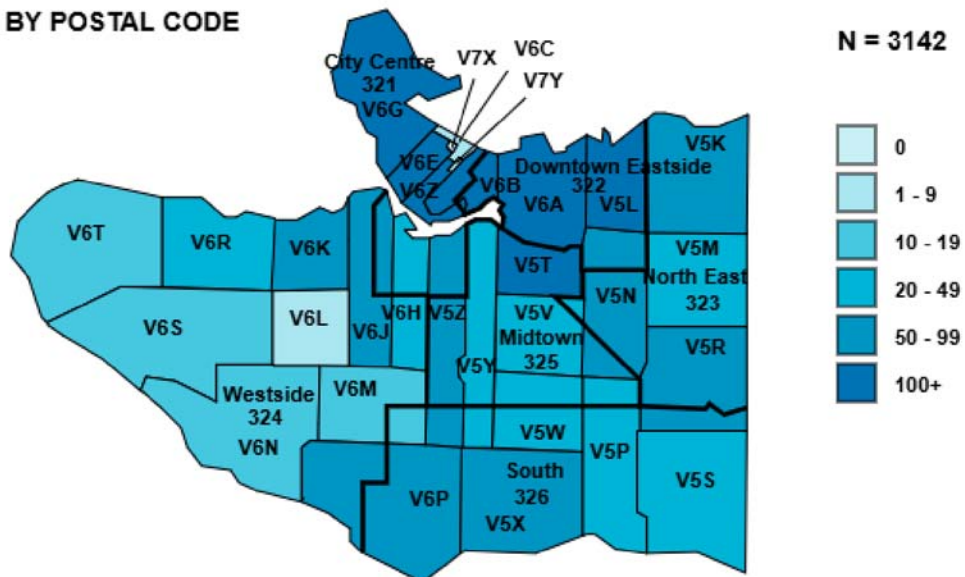 BY POSTAL CODE
N = 3142
V7X
V6C
V7Y
City Centre
321
V6G
V6E
V6Z
V6B
Downtown Eastside
322
V6A
V5L
V5K
0
1 - 9
10 - 19
20 - 49
50 - 99
100+
V6T
V6R
V6K
V5T
V5M
North East
323
V5N
V6S
V6L
V6J
V6H
V5Z
V5Y
V5V
Midtown
325
V5R
Westside
324
V6M
V6N
V5W
V5P
V5S
V6P
South
326
V5X